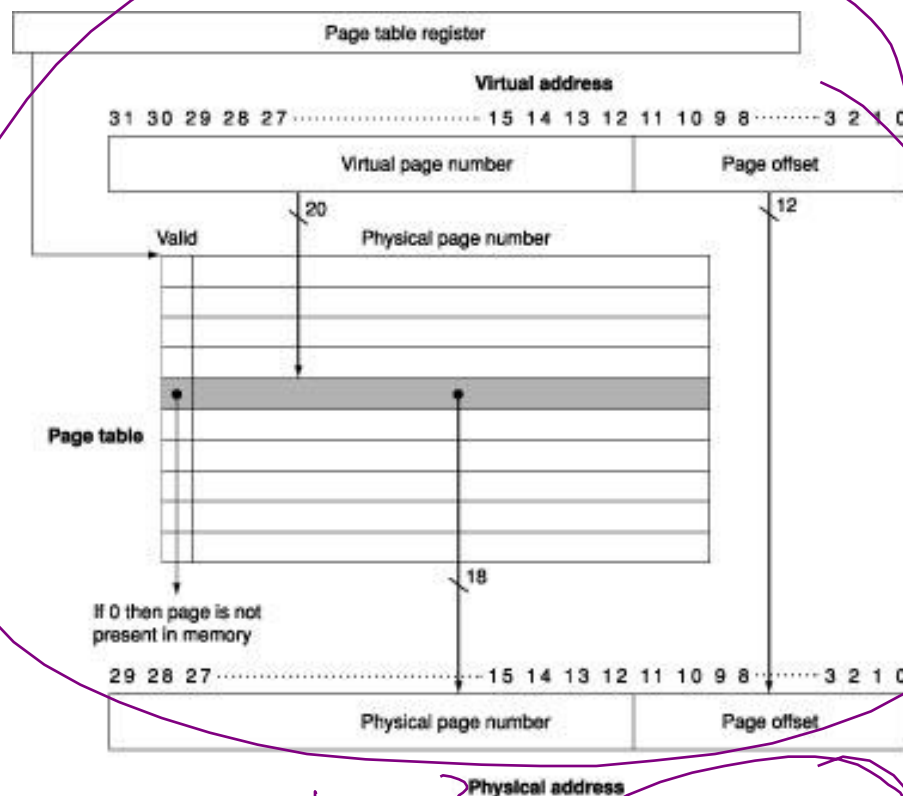 Page table register
Virtual address
31 30 29 28 27 ........................ 15 14 13 12 11 10 9 8 ........ 3 2 1 0
Virtual page number Page offset
20 12
Valid Physical page number
Page table
18
If 0 then page is not
present in memory
29 28 27 ................................ 15 14 13 12 11 10 9 8 ........ 3 2 1 0
Physical page number Page offset
Physical address